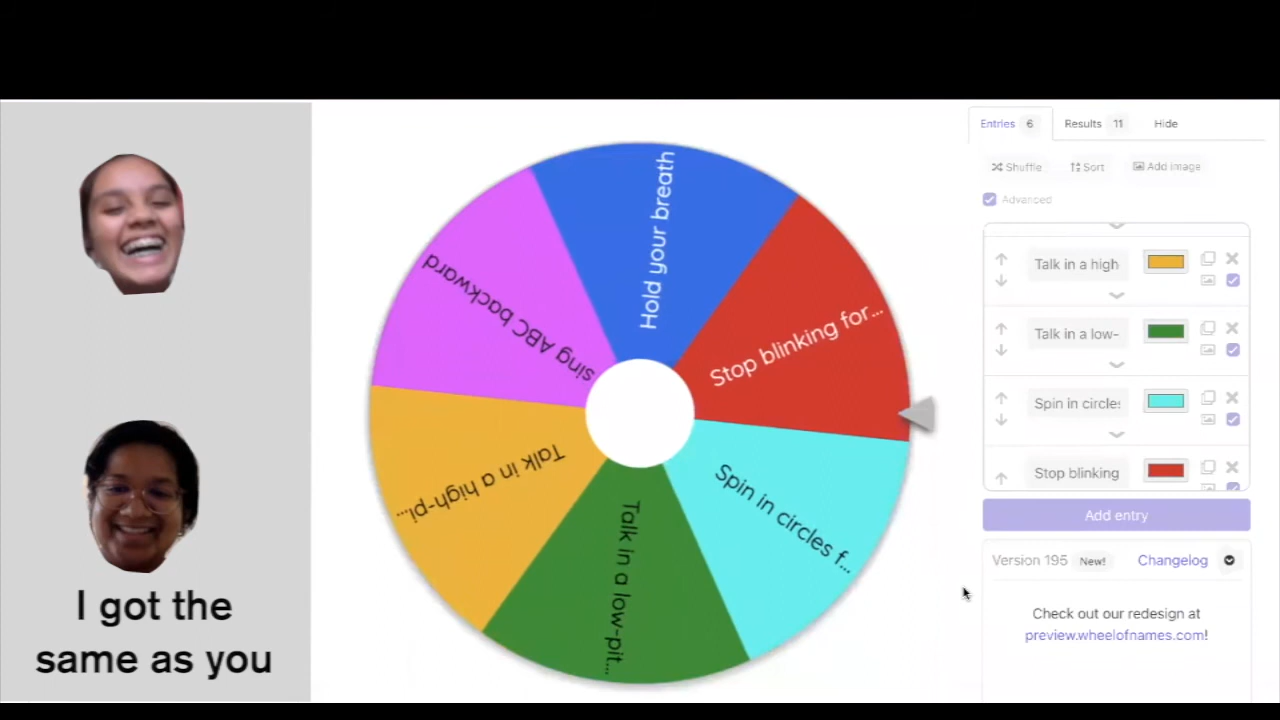 Entries 6 Results 11 Hide
Shuffle Sort Add image
Advanced
Talk in a high
Talk in a low-
Spin in circles
Stop blinking
Add entry
Version 195 New! Changelog
Check out our redesign at
preview.wheelofnames.com!
Hold your breath
Stop blinking for...
Spin in circles f...
Talk in a low-pit...
Talk in a high-pi...
sing ABC backward
I got the
same as you